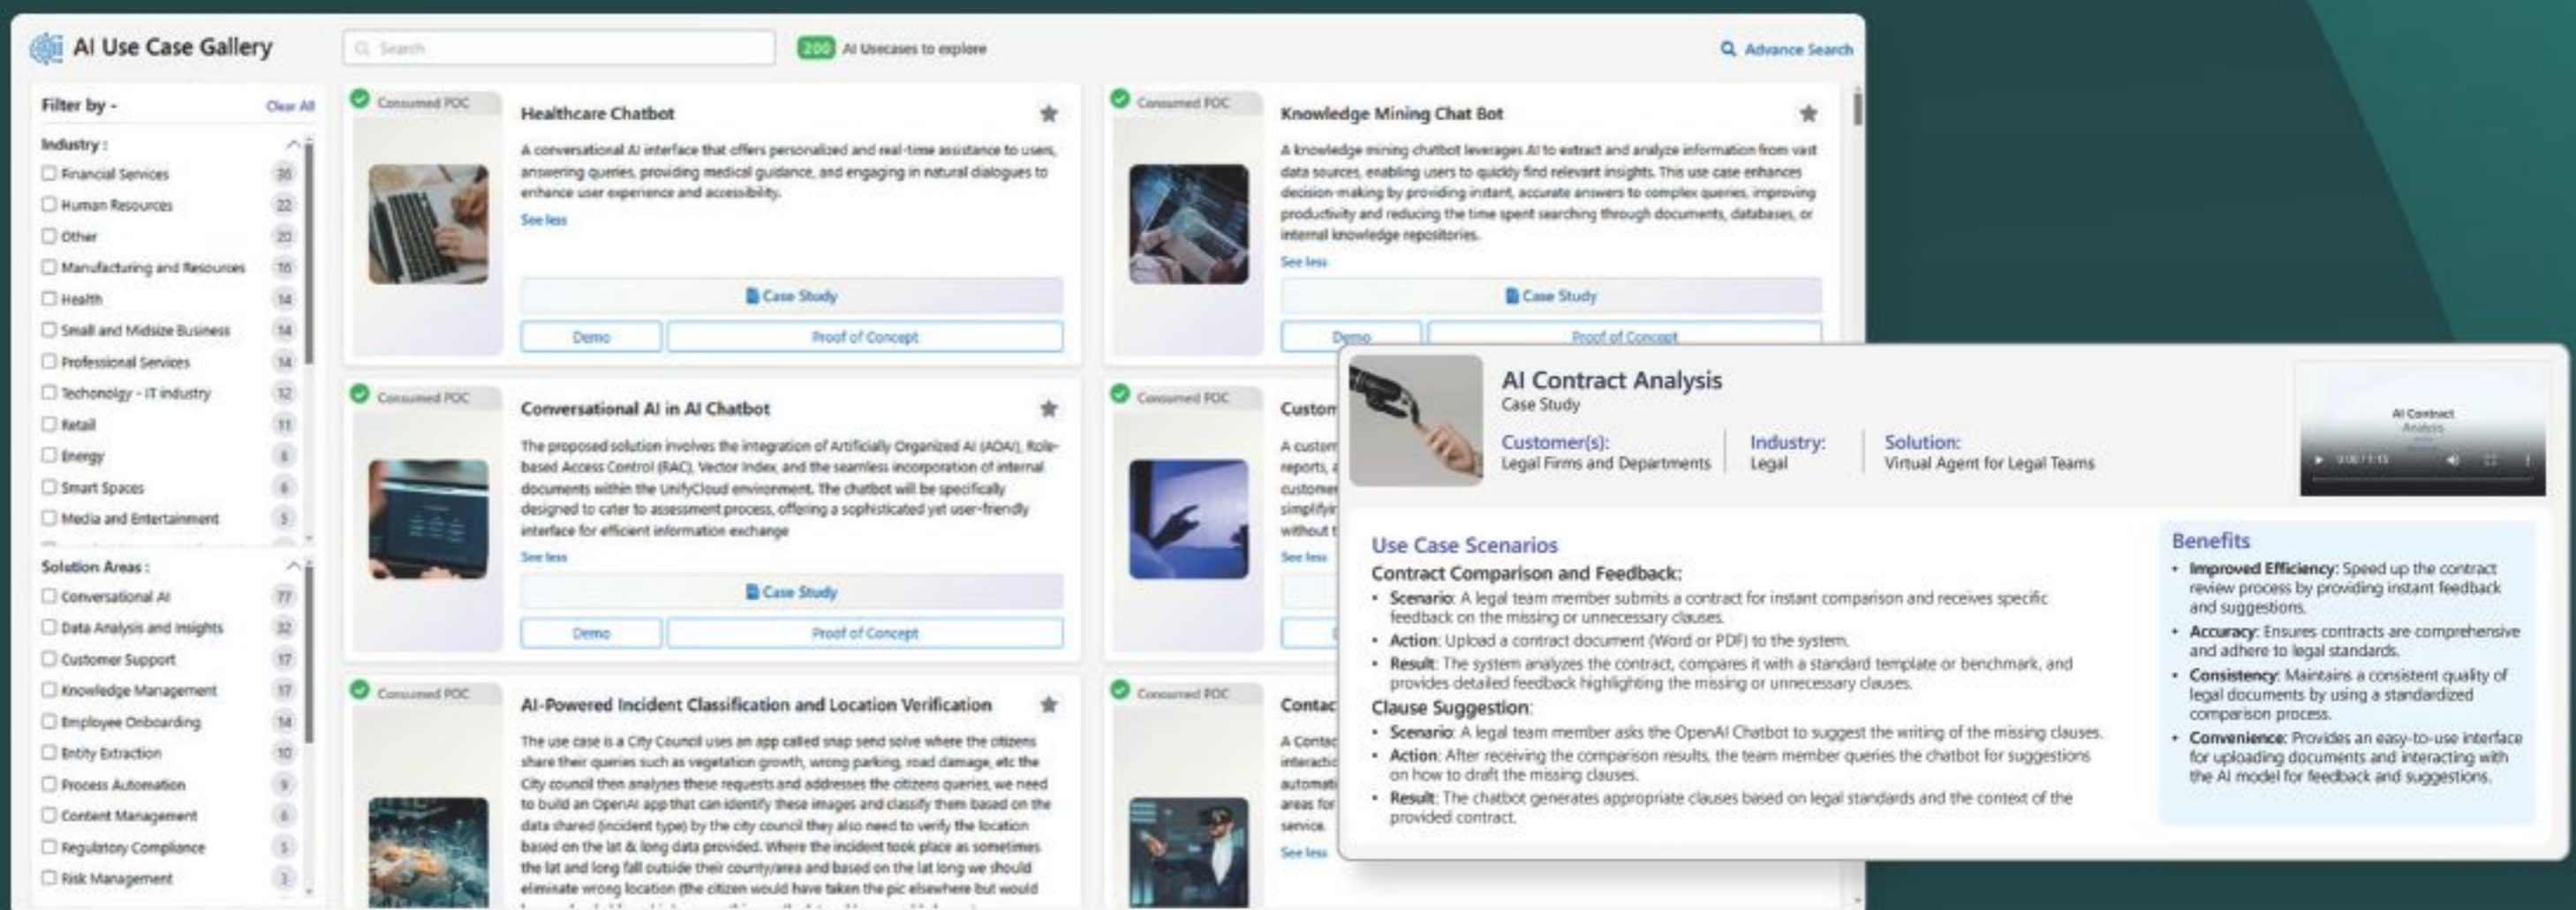 AI Use Case Gallery
Search
200 AI Usecases to explore
Advance Search
Filter by -
Clear All
Industry :
Financial Services 36
Human Resources 22
Other 20
Manufacturing and Resources 16
Health 14
Small and Midsize Business 14
Professional Services 14
Techonolgy - IT industry 12
Retail 11
Energy 8
Smart Spaces 6
Media and Entertainment 5
Solution Areas :
Conversational AI 77
Data Analysis and Insights 32
Customer Support 17
Knowledge Management 17
Employee Onboarding 14
Entity Extraction 10
Process Automation 9
Content Management 6
Regulatory Compliance 5
Risk Management 3
Consumed POC
Healthcare Chatbot
A conversational AI interface that offers personalized and real-time assistance to users,
answering queries, providing medical guidance, and engaging in natural dialogues to
enhance user experience and accessibility.
See less
Case Study
Demo
Proof of Concept
Consumed POC
Knowledge Mining Chat Bot
A knowledge mining chatbot leverages AI to extract and analyze information from vast
data sources, enabling users to quickly find relevant insights. This use case enhances
decision-making by providing instant, accurate answers to complex queries, improving
productivity and reducing the time spent searching through documents, databases, or
internal knowledge repositories.
See less
Case Study
Demo
Proof of Concept
Consumed POC
Conversational AI in AI Chatbot
The proposed solution involves the integration of Artificially Organized AI (AOAI), Role-
based Access Control (RAC), Vector Index, and the seamless incorporation of internal
documents within the UnifyCloud environment. The chatbot will be specifically
designed to cater to assessment process, offering a sophisticated yet user-friendly
interface for efficient information exchange
See less
Case Study
Demo
Proof of Concept
Consumed POC
Custom
A custom
reports, a
customer
simplifyin
without t
See less
Consumed POC
AI-Powered Incident Classification and Location Verification
The use case is a City Council uses an app called snap send solve where the citizens
share their queries such as vegetation growth, wrong parking, road damage, etc the
City council then analyses these requests and addresses the citizens queries, we need
to build an OpenAI app that can identify these images and classify them based on the
data shared (incident type) by the city council they also need to verify the location
based on the lat & long data provided. Where the incident took place as sometimes
the lat and long fall outside their county/area and based on the lat long we should
eliminate wrong location (the citizen would have taken the pic elsewhere but would
Consumed POC
Contac
A Contac
interactio
automati
areas for
service.
See less
AI Contract Analysis
Case Study
Customer(s):
Legal Firms and Departments
Industry:
Legal
Solution:
Virtual Agent for Legal Teams
AI Contract
Analysis
0:00 / 1:15
Use Case Scenarios
Contract Comparison and Feedback:
• Scenario: A legal team member submits a contract for instant comparison and receives specific
feedback on the missing or unnecessary clauses.
• Action: Upload a contract document (Word or PDF) to the system.
• Result: The system analyzes the contract, compares it with a standard template or benchmark, and
provides detailed feedback highlighting the missing or unnecessary clauses.
Clause Suggestion:
• Scenario: A legal team member asks the OpenAI Chatbot to suggest the writing of the missing clauses.
• Action: After receiving the comparison results, the team member queries the chatbot for suggestions
on how to draft the missing clauses.
• Result: The chatbot generates appropriate clauses based on legal standards and the context of the
provided contract.
Benefits
• Improved Efficiency: Speed up the contract
review process by providing instant feedback
and suggestions.
• Accuracy: Ensures contracts are comprehensive
and adhere to legal standards.
• Consistency: Maintains a consistent quality of
legal documents by using a standardized
comparison process.
• Convenience: Provides an easy-to-use interface
for uploading documents and interacting with
the AI model for feedback and suggestions.